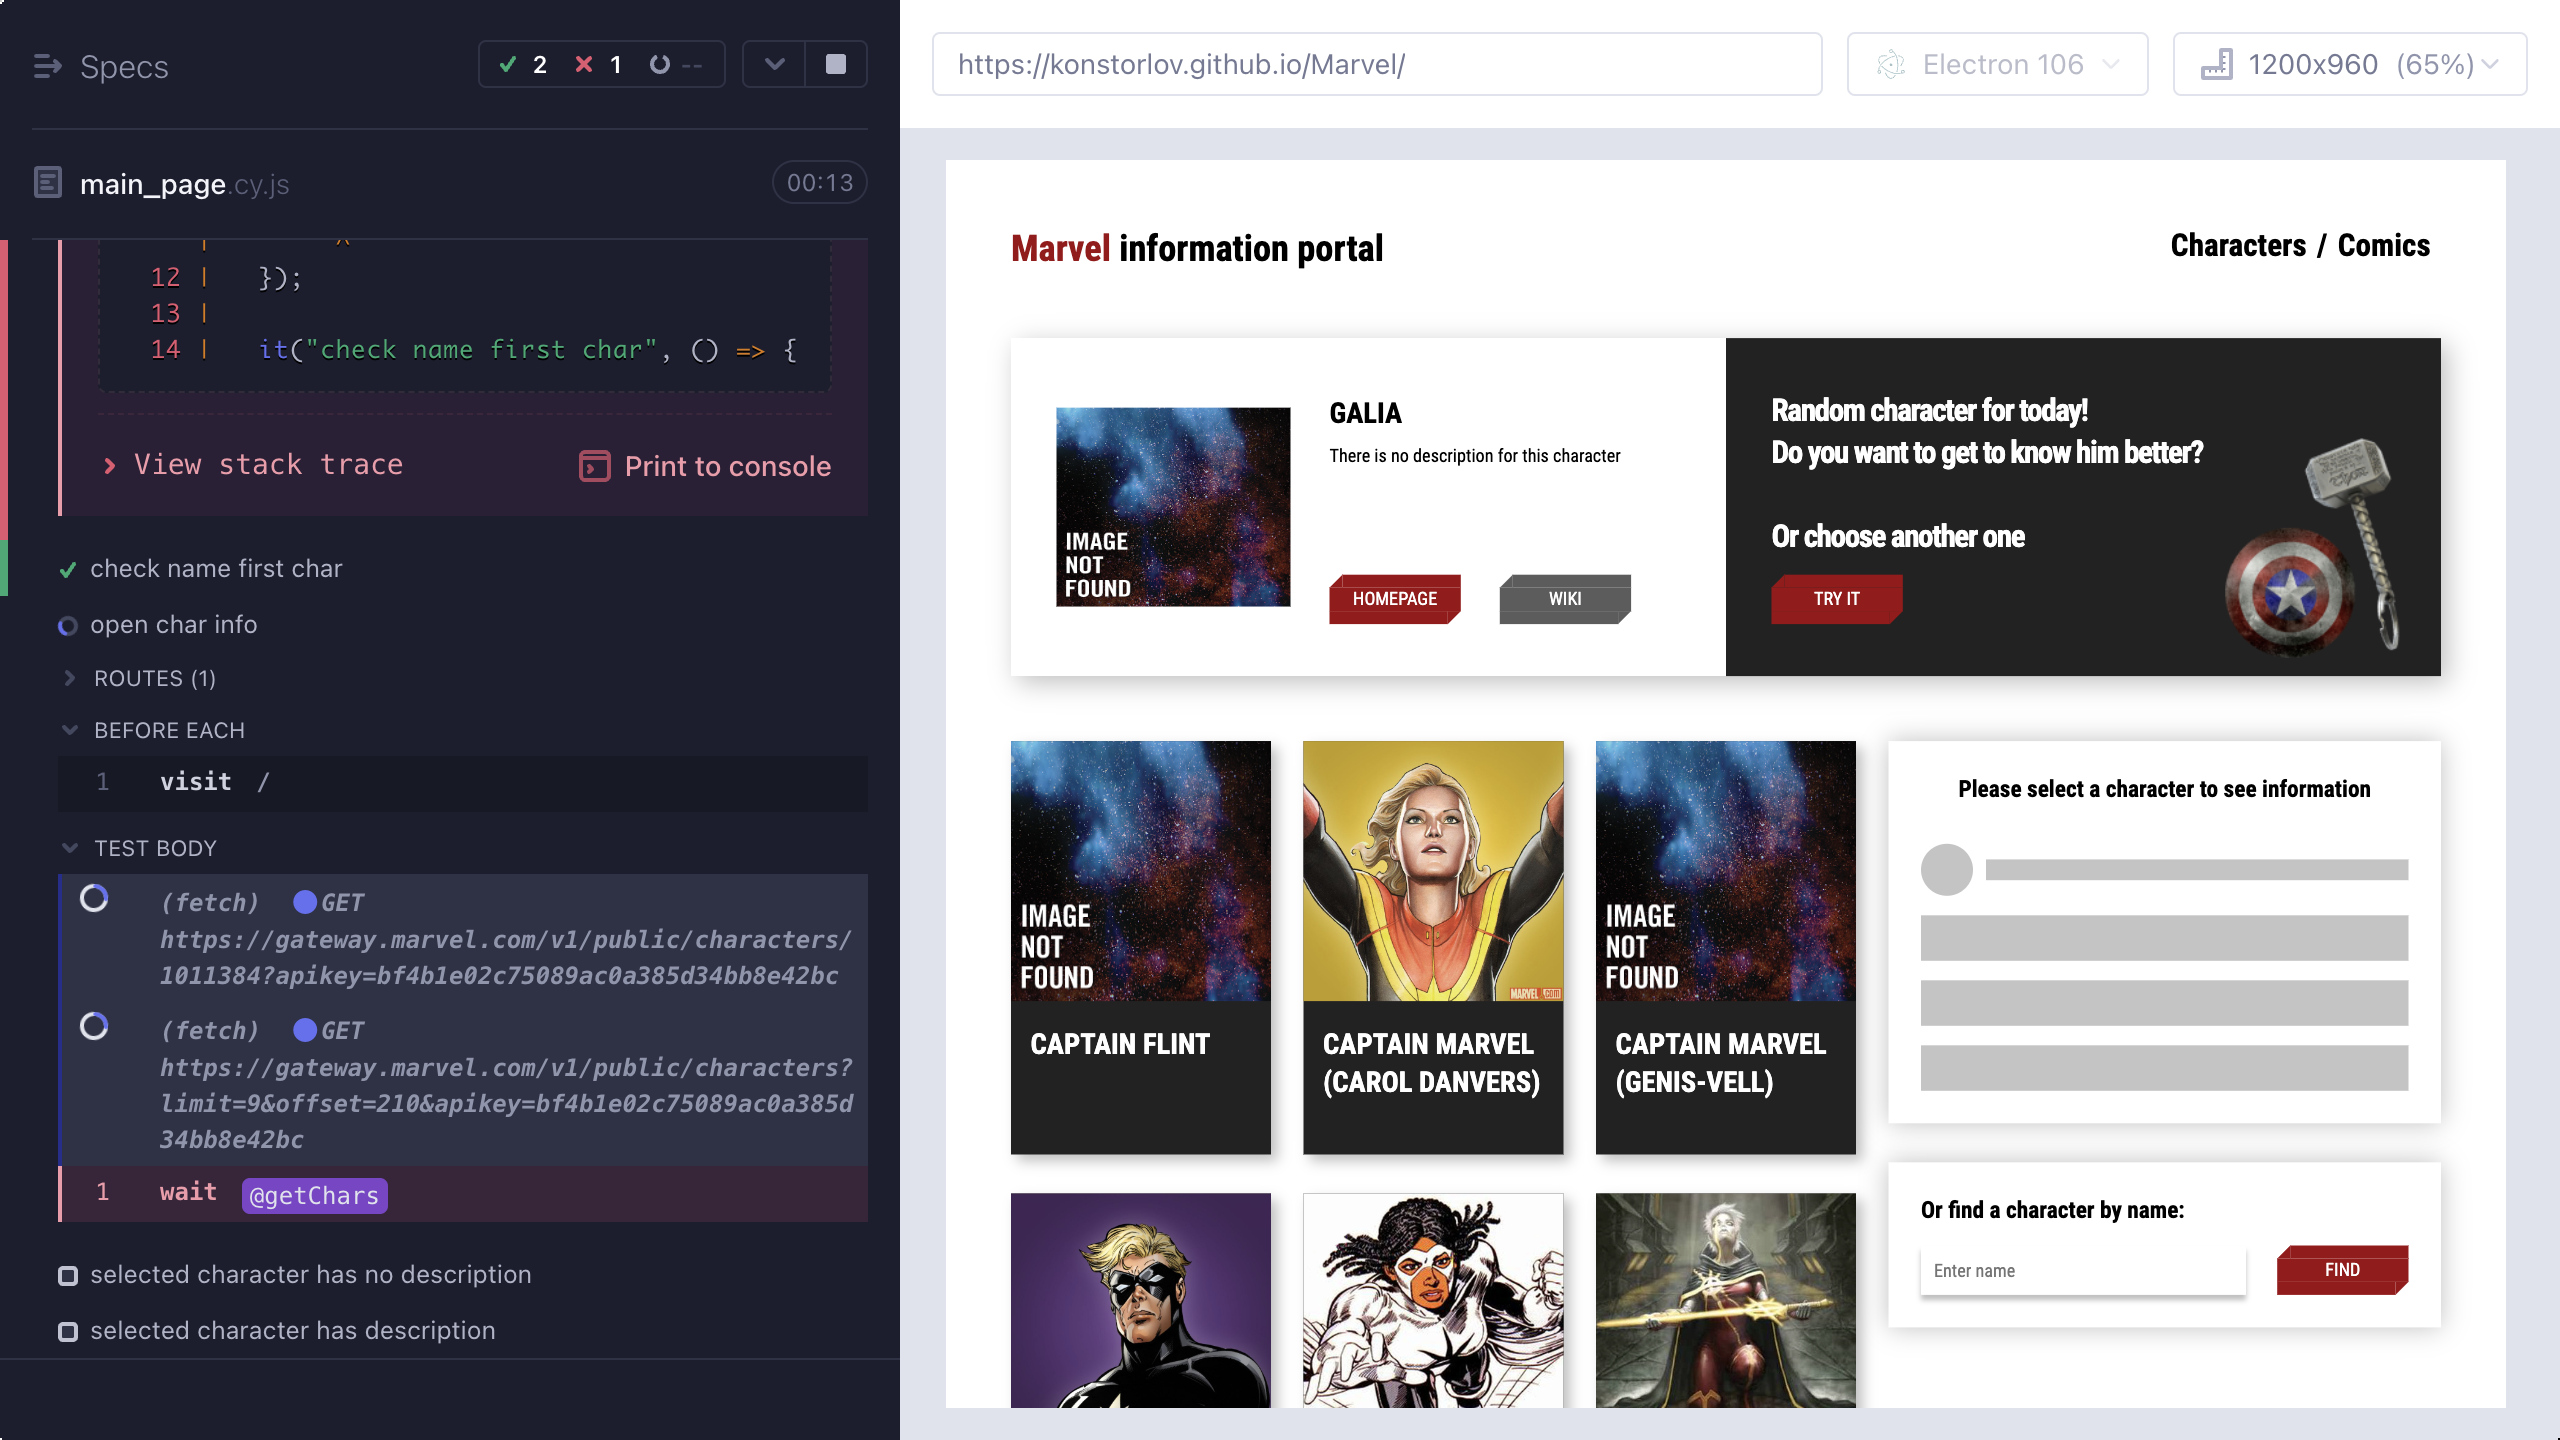 Specs
2 1 --
main_page.cy.js
00:13
12 | });
13 |
14 | it("check name first char", () => {
View stack trace
Print to console
check name first char
open char info
ROUTES (1)
BEFORE EACH
1 visit /
TEST BODY
(fetch) GET
https://gateway.marvel.com/v1/public/characters/
1011384?apikey=bf4b1e02c75089ac0a385d34bb8e42bc
(fetch) GET
https://gateway.marvel.com/v1/public/characters?
limit=9&offset=210&apikey=bf4b1e02c75089ac0a385d
34bb8e42bc
1 wait @getChars
selected character has no description
selected character has description
https://konstorlov.github.io/Marvel/
Electron 106
1200x960 (65%)
Marvel information portal
Characters / Comics
IMAGE
NOT
FOUND
GALIA
There is no description for this character
HOMEPAGE
WIKI
Random character for today!
Do you want to get to know him better?
Or choose another one
TRY IT
IMAGE
NOT
FOUND
CAPTAIN FLINT
MARVEL.com
CAPTAIN MARVEL
(CAROL DANVERS)
IMAGE
NOT
FOUND
CAPTAIN MARVEL
(GENIS-VELL)
Please select a character to see information
Or find a character by name:
Enter name
FIND